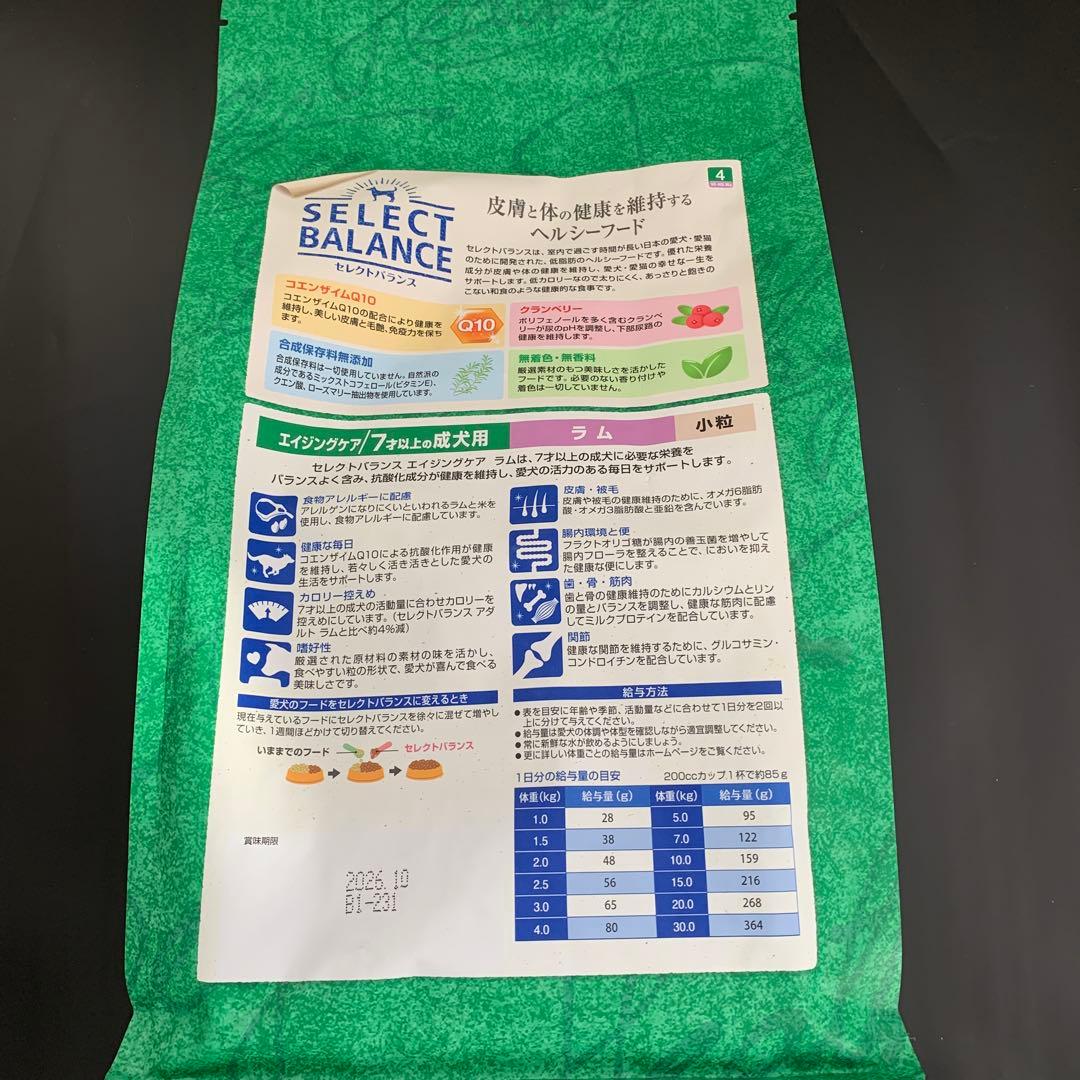 4
SELECT
BALANCE
セレクトバランス
皮膚と体の健康を維持する
ヘルシーフード
セレクトバランスは、室内で過ごす時間が長い日本の愛犬・愛猫
のために開発された、低脂肪のヘルシーフードです。優れた栄養
成分が皮膚や体の健康を維持し、愛犬・愛猫の幸せな一生を
サポートします。低カロリーなので太りにくく、あっさりと飽きの
こない和食のような健康的な食事です。
コエンザイムQ10
コエンザイムQ10の配合により健康を
維持し、美しい皮膚と毛艶、免疫力を保ち
ます。
Q10
クランベリー
ポリフェノールを多く含むクランベ
リーが尿のpHを調整し、下部尿路の
健康を維持します。
合成保存料無添加
合成保存料は一切使用していません。自然派の
成分であるミックストコフェロール(ビタミンE)、
クエン酸、ローズマリー抽出物を使用しています。
無着色・無香料
厳選素材のもつ美味しさを活かした
フードです。必要のない香り付けや
着色は一切していません。
エイジングケア/7才以上の成犬用
ラム
小粒
セレクトバランス エイジングケア ラムは、7才以上の成犬に必要な栄養を
バランスよく含み、抗酸化成分が健康を維持し、愛犬の活力のある毎日をサポートします。
食物アレルギーに配慮
アレルゲンになりにくいといわれるラムと米を
使用し、食物アレルギーに配慮しています。
健康な毎日
コエンザイムQ10による抗酸化作用が健康
を維持し、若々しく活き活きとした愛犬の
生活をサポートします。
カロリー控えめ
7才以上の成犬の活動量に合わせカロリーを
控えめにしています。(セレクトバランス アダ
ルト ラムと比べ約4%減)
嗜好性
厳選された原材料の素材の味を活かし、
食べやすい粒の形状で、愛犬が喜んで食べる
美味しさです。
皮膚・被毛
皮膚や被毛の健康維持のために、オメガ6脂肪
酸・オメガ3脂肪酸と亜鉛を含んでいます。
腸内環境と便
フラクトオリゴ糖が腸内の善玉菌を増やして
腸内フローラを整えることで、においを抑え
た健康な便にします。
歯・骨・筋肉
歯と骨の健康維持のためにカルシウムとリン
の量とバランスを調整し、健康な筋肉に配慮
してミルクプロテインを配合しています。
関節
健康な関節を維持するために、グルコサミン・
コンドロイチンを配合しています。
愛犬のフードをセレクトバランスに変えるとき
現在与えているフードにセレクトバランスを徐々に混ぜて増やし
ていき、1週間ほどかけて切り替えてください。
いままでのフード
セレクトバランス
賞味期限
2026.10
B1-231
給与方法
●表を目安に年齢や季節、活動量などに合わせて1日分を2回以
上に分けて与えてください。
●給与量は愛犬の体調や体型を確認しながら適宜調整してください。
●常に新鮮な水が飲めるようにしましょう。
●更に詳しい体重ごとの給与量はホームページをご覧ください。
1日分の給与量の目安 200ccカップ1杯で約85g
体重(kg) 給与量(g) 体重(kg) 給与量(g)
1.0 28 5.0 95
1.5 38 7.0 122
2.0 48 10.0 159
2.5 56 15.0 216
3.0 65 20.0 268
4.0 80 30.0 364